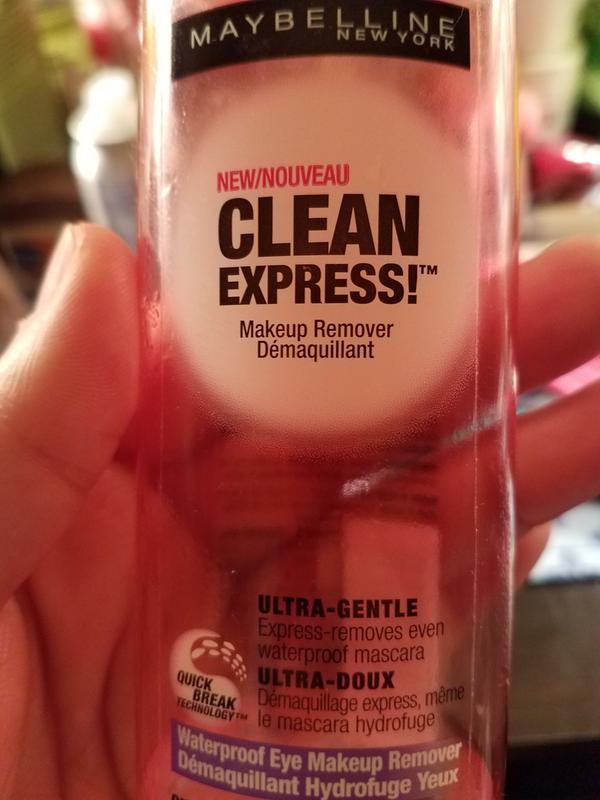 MAYBELLINE
NEW YORK
NEW/NOUVEAU
CLEAN
EXPRESS!™
Makeup Remover
Démaquillant
ULTRA-GENTLE
Express-removes even
waterproof mascara
ULTRA-DOUX
Démaquillage express, même
le mascara hydrofuge
QUICK
BREAK
TECHNOLOGY™
Waterproof Eye Makeup Remover
Démaquillant Hydrofuge Yeux